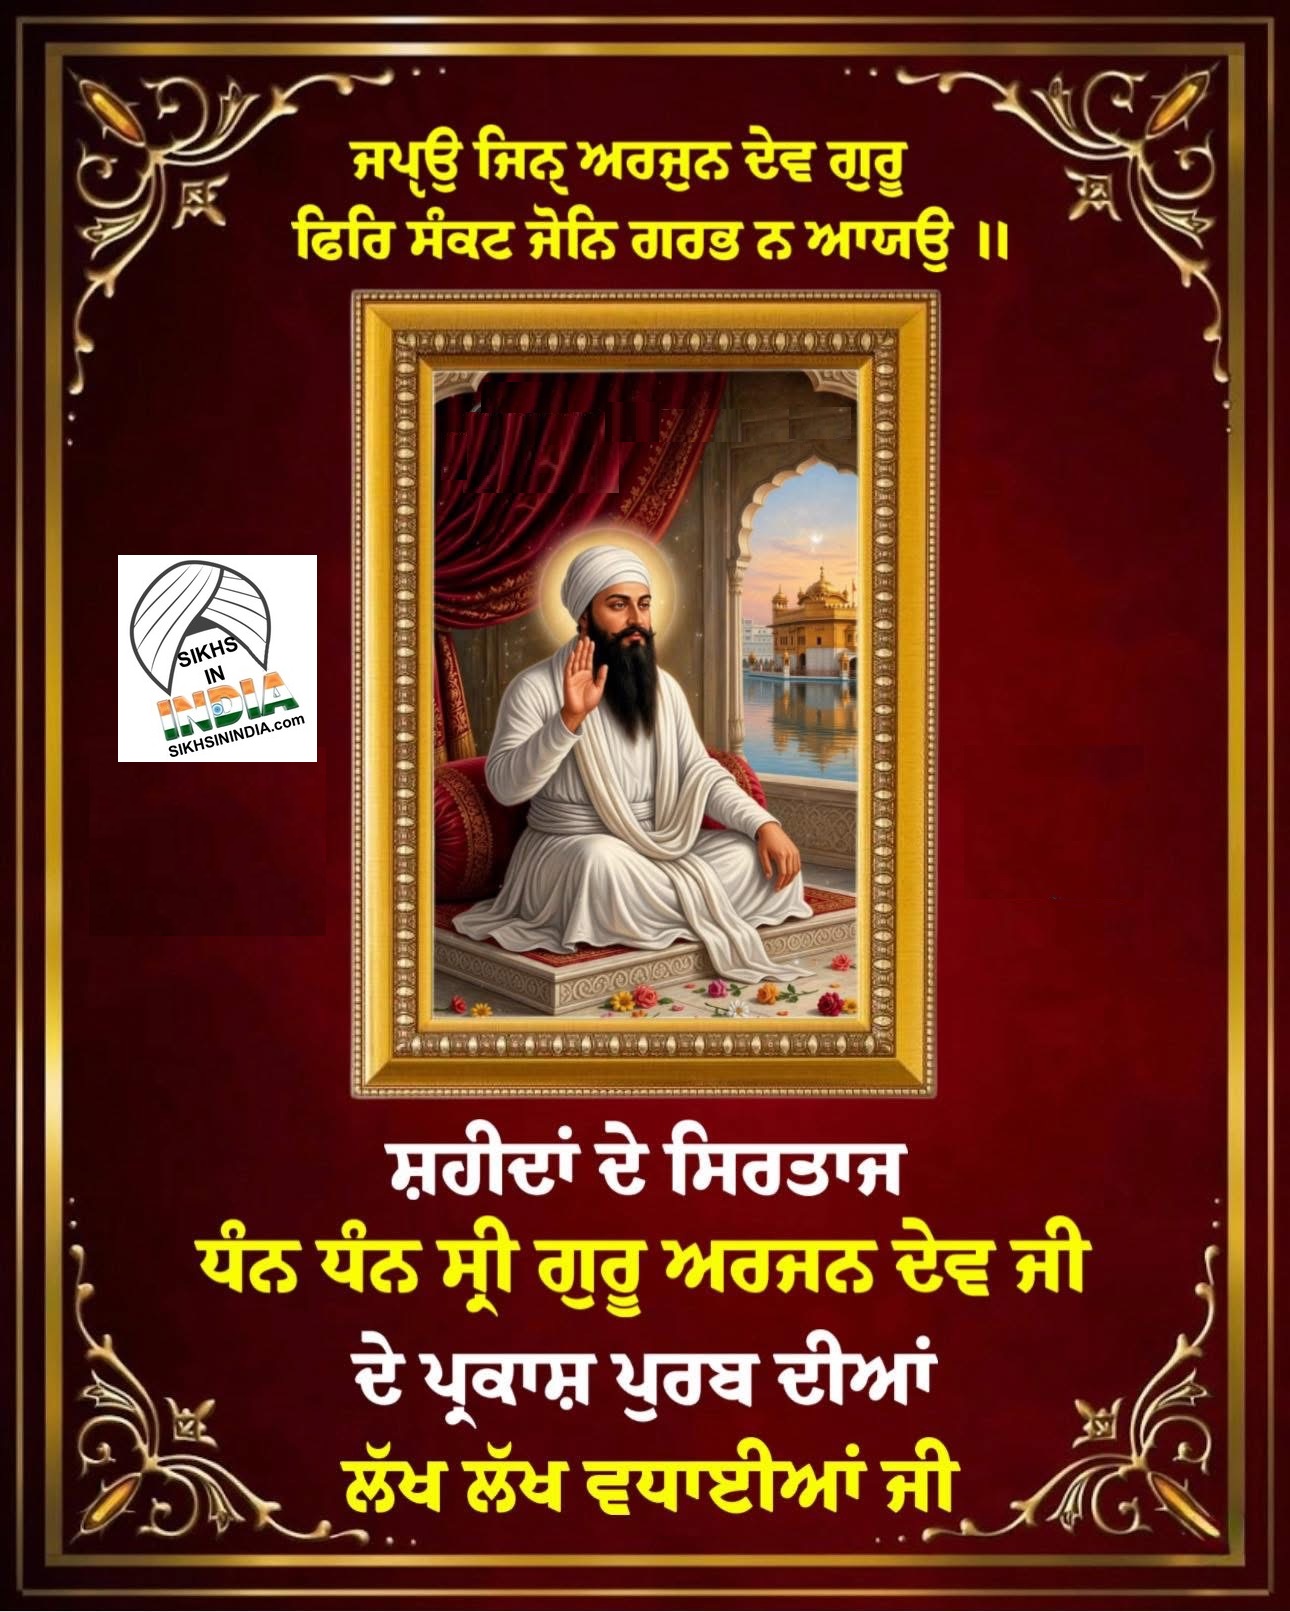 ਜਪੵਉ ਜਿਨੑ ਅਰਜੁਨ ਦੇਵ ਗੁਰੂ
ਫਿਰਿ ਸੰਕਟ ਜੋਨਿ ਗਰਭ ਨ ਆਯਉ ॥
SIKHS
IN
INDIA
SIKHSININDIA.com
ਸ਼ਹੀਦਾਂ ਦੇ ਸਿਰਤਾਜ
ਧੰਨ ਧੰਨ ਸ੍ਰੀ ਗੁਰੂ ਅਰਜਨ ਦੇਵ ਜੀ
ਦੇ ਪ੍ਰਕਾਸ਼ ਪੁਰਬ ਦੀਆਂ
ਲੱਖ ਲੱਖ ਵਧਾਈਆਂ ਜੀ